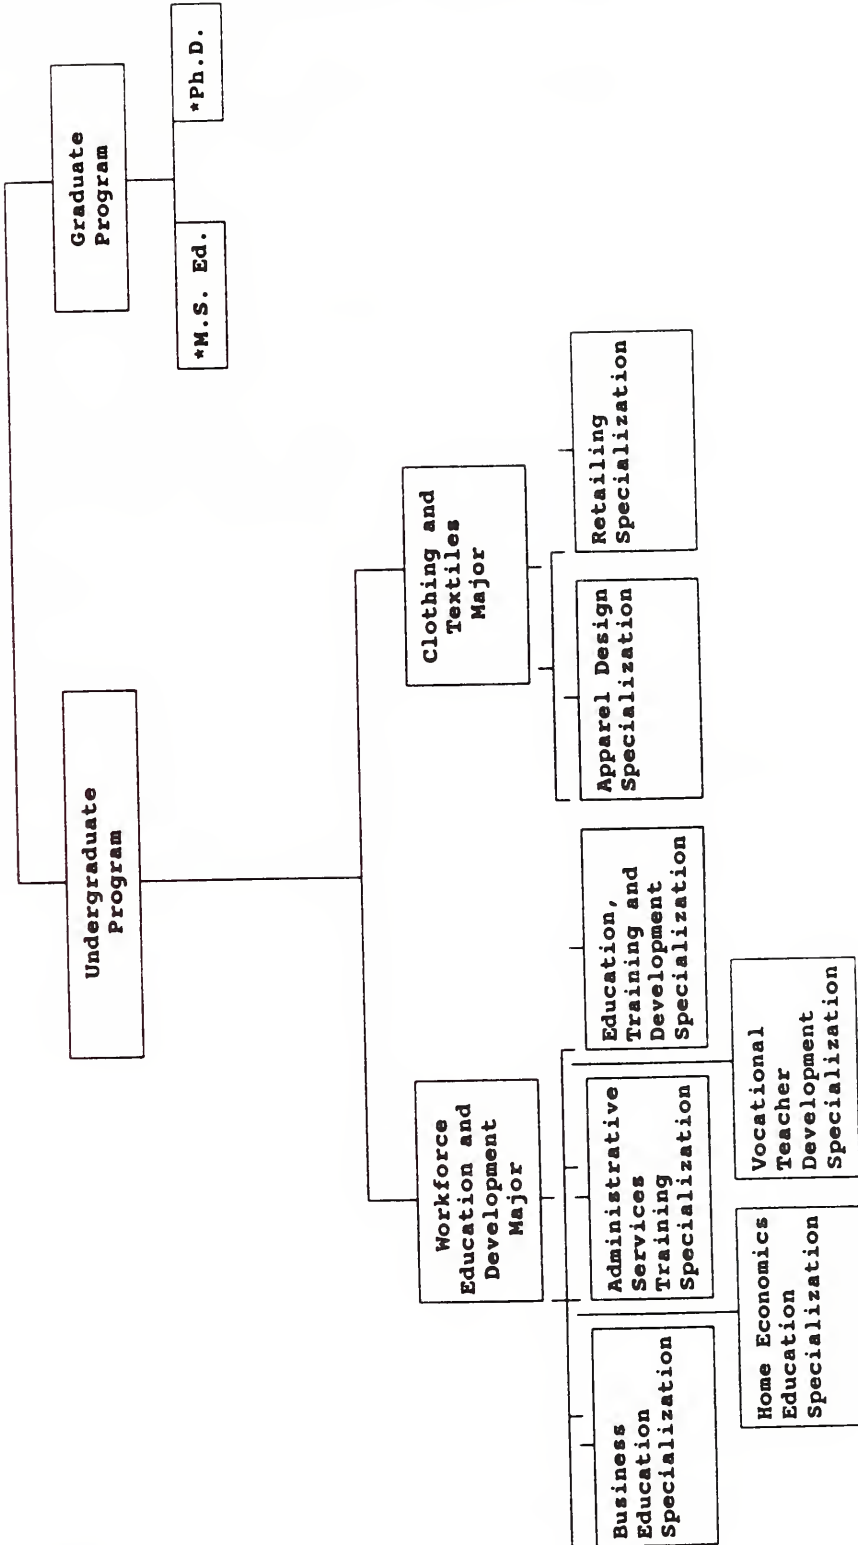 Undergraduate
Program
Graduate
Program
*M.S. Ed.
*Ph.D.
Workforce
Education and
Development
Major
Clothing and
Textiles
Major
Business
Education
Specialization
Administrative
Services
Training
Specialization
Education,
Training and
Development
Specialization
Apparel Design
Specialization
Retailing
Specialization
Home Economics
Education
Specialization
Vocational
Teacher
Development
Specialization